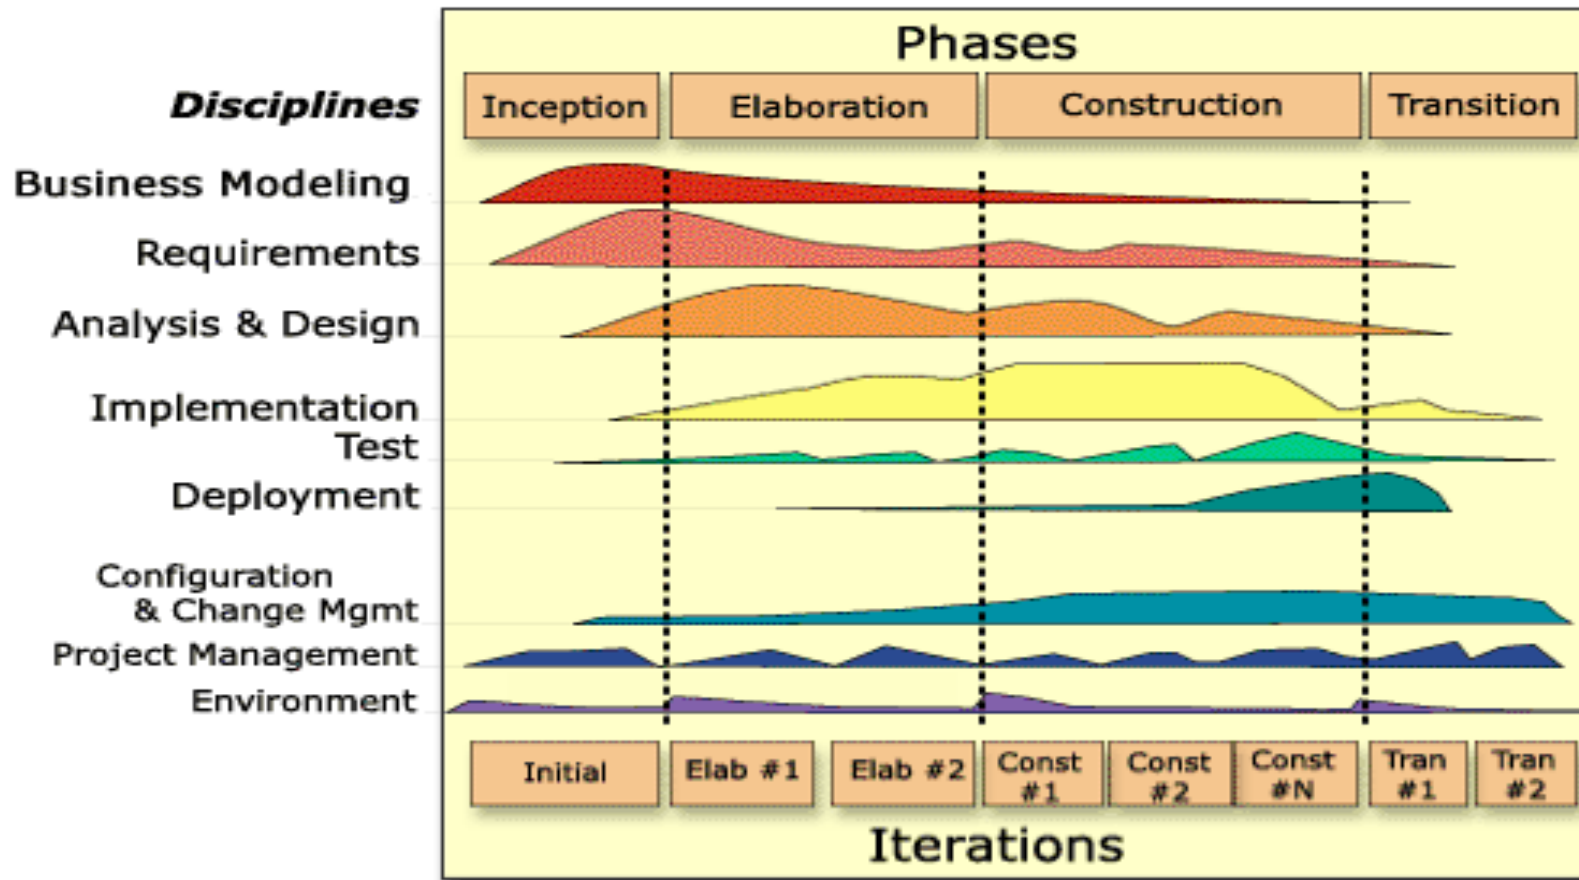 Phases
Disciplines
Inception Elaboration Construction Transition
Business Modeling
Requirements
Analysis & Design
Implementation
Test
Deployment
Configuration
& Change Mgmt
Project Management
Environment
Initial Elab #1 Elab #2 Const #1 Const #2 Const #N Tran #1 Tran #2
Iterations